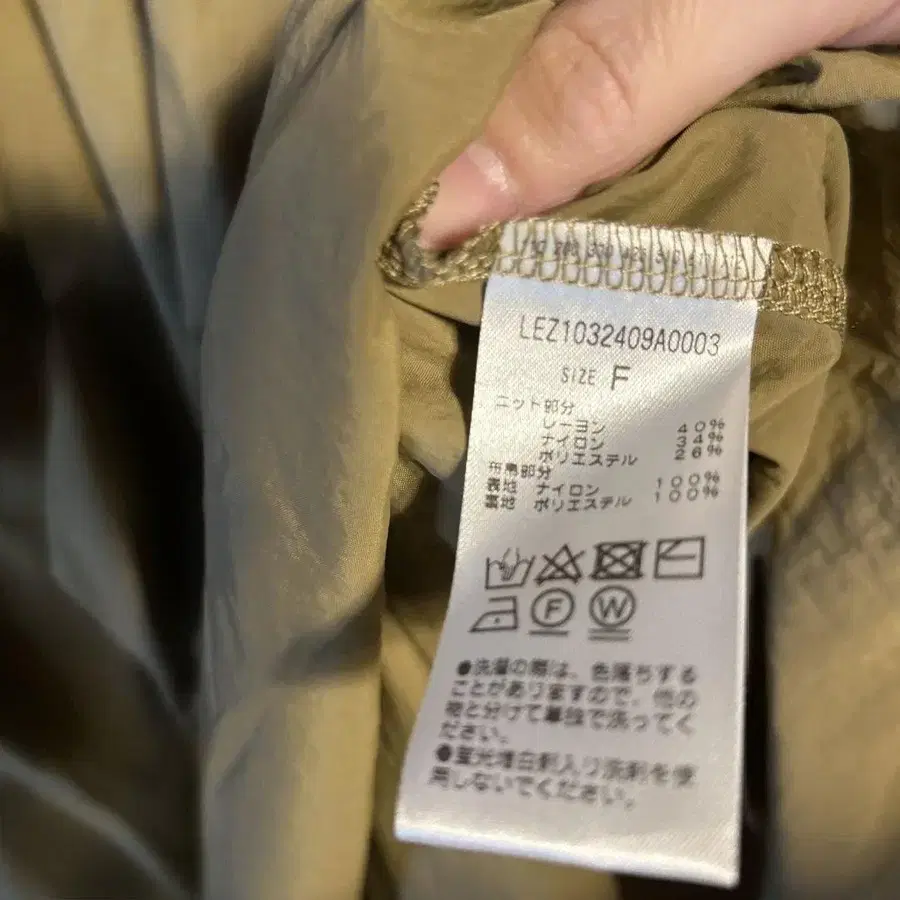 LEZ1032409A0003
SIZE F
ニット部分
レーヨン 40%
ナイロン 34%
ポリエステル 26%
布帛部分
表地 ナイロン 100%
裏地 ポリエステル 100%
F W
●洗濯の際は、色落ちする
ことがありますので、他の
物と分けて単独で洗ってく
ださい。
●蛍光増白剤入り洗剤を使
用しないでください。